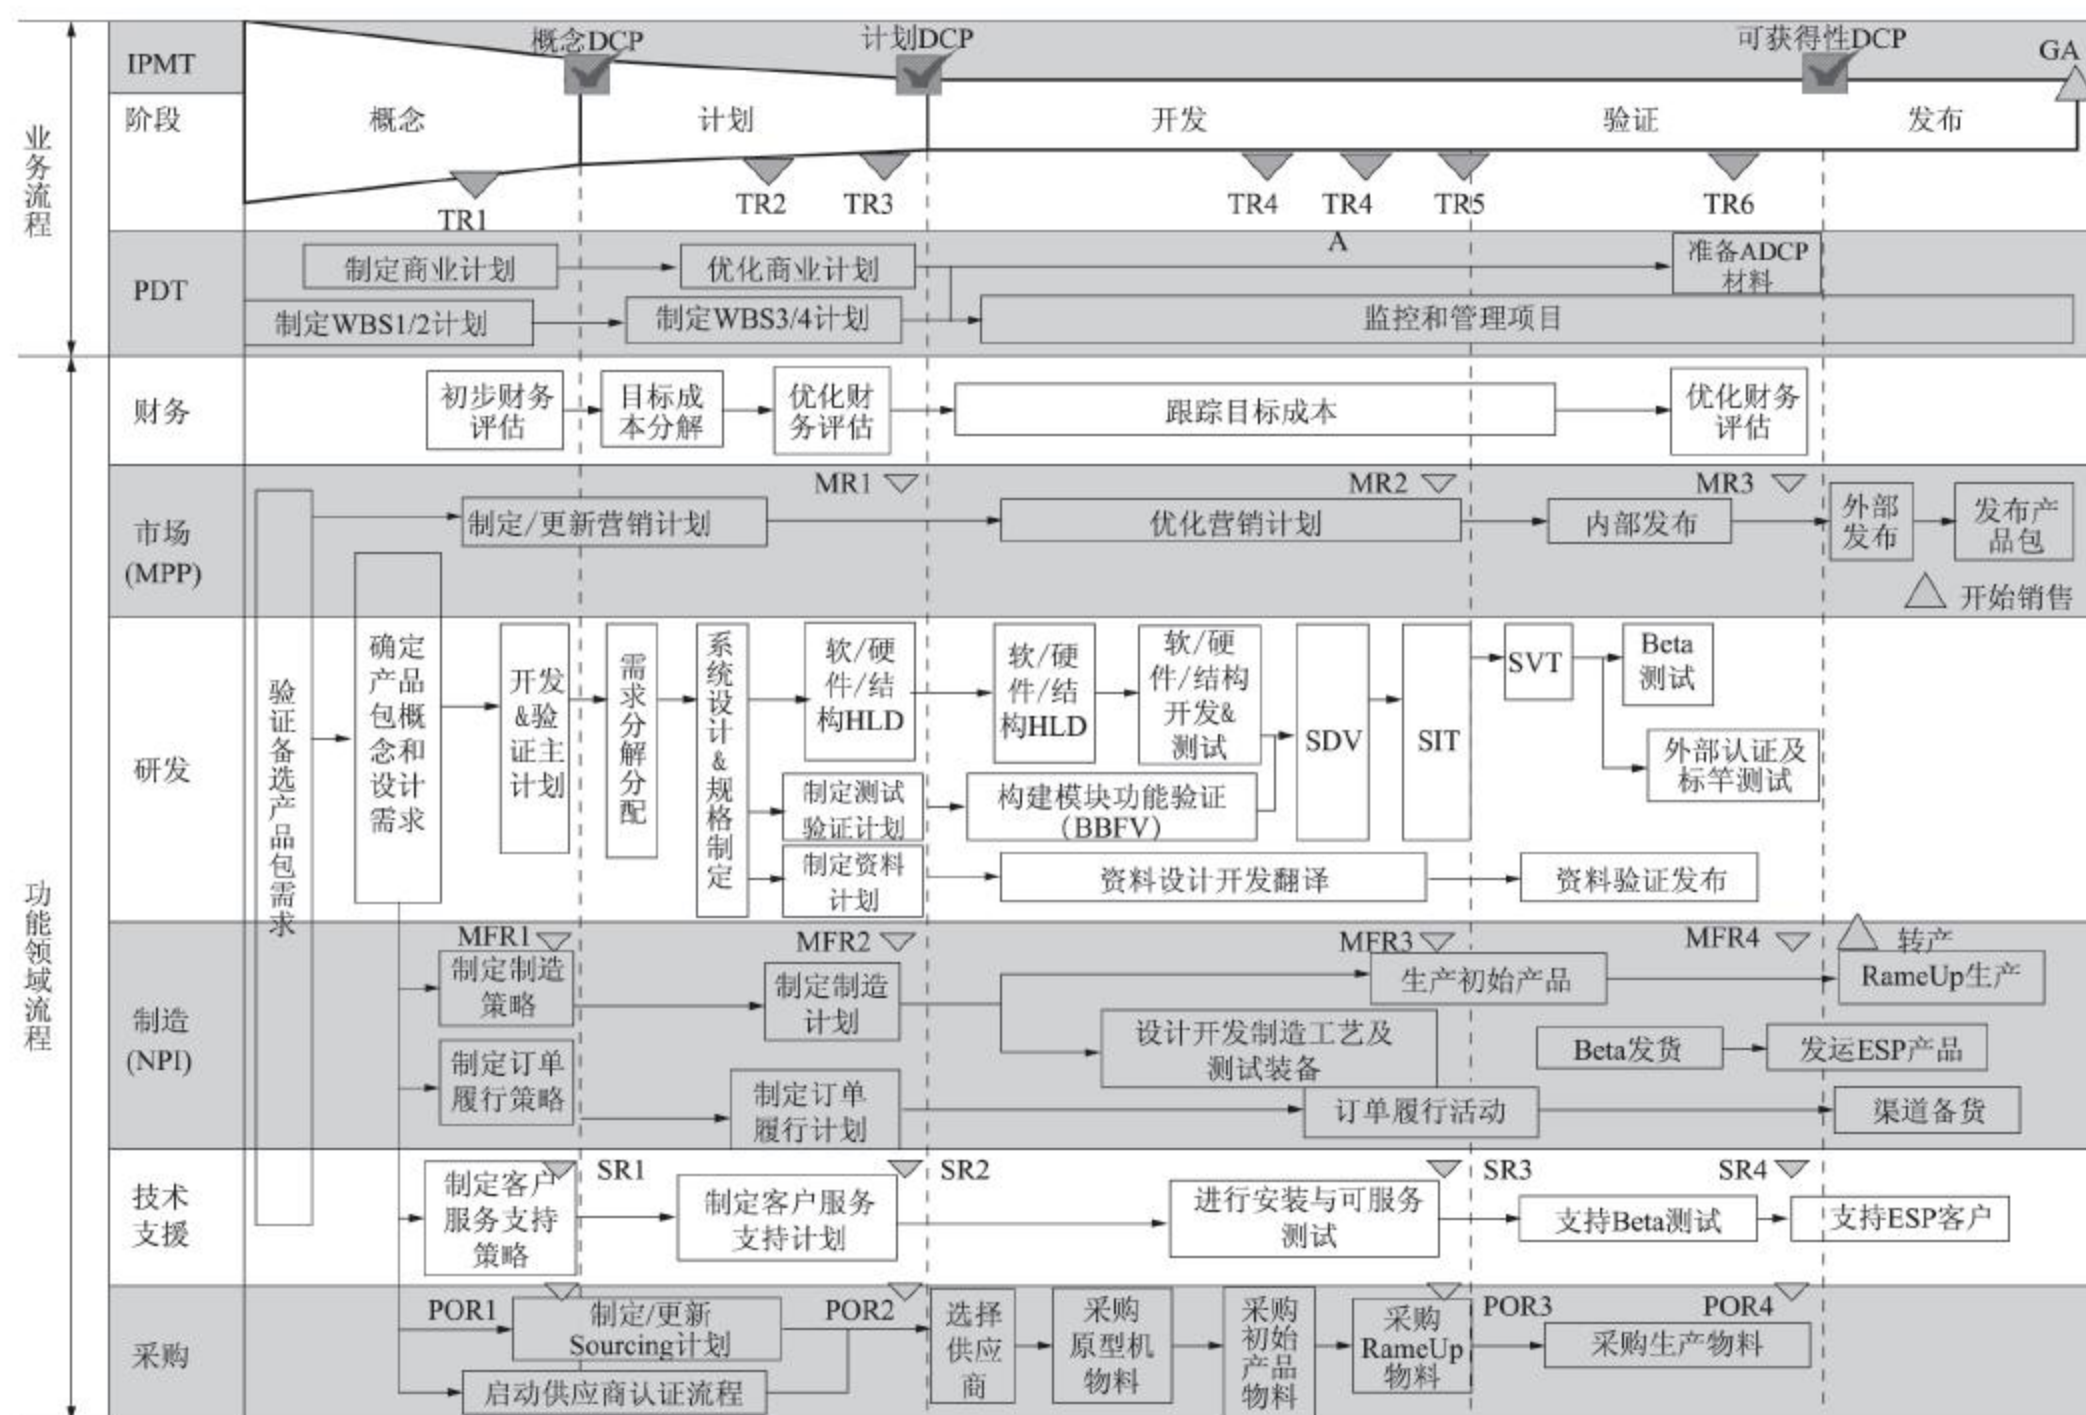 业务流程
功能领域流程
IPMT
概念DCP
计划DCP
可获得性DCP
GA
阶段
概念
计划
开发
验证
发布
TR1
TR2
TR3
TR4
TR4
A
TR5
TR6
PDT
制定商业计划
优化商业计划
准备ADCP
材料
制定WBS1/2计划
制定WBS3/4计划
监控和管理项目
财务
初步财务
评估
目标成
本分解
优化财
务评估
跟踪目标成本
优化财务
评估
市场
(MPP)
MR1
MR2
MR3
制定/更新营销计划
优化营销计划
内部发布
外部
发布
发布产
品包
开始销售
研发
验证备选产品包需求
确定
产品
包概
念和
设计
需求
开发
&验
证主
计划
需求分解分配
系统设计&规格制定
软/硬
件/结
构HLD
制定测试
验证计划
制定资料
计划
软/硬
件/结
构HLD
软/硬
件/结构
开发&
测试
构建模块功能验证
(BBFV)
SDV
SIT
SVT
Beta
测试
外部认证及
标竿测试
资料设计开发翻译
资料验证发布
制造
(NPI)
MFR1
MFR2
MFR3
MFR4
转产
制定制造
策略
制定制造
计划
生产初始产品
RameUp生产
设计开发制造工艺及
测试装备
Beta发货
发运ESP产品
制定订单
履行策略
制定订单
履行计划
订单履行活动
渠道备货
技术
支援
制定客户
服务支持
策略
SR1
制定客户服务
支持计划
SR2
进行安装与可服务
测试
SR3
支持Beta测试
SR4
支持ESP客户
采购
POR1
制定/更新
Sourcing计划
启动供应商认证流程
POR2
选择
供应
商
采购
原型机
物料
采购
初始
产品
物料
采购
RameUp
物料
POR3
POR4
采购生产物料